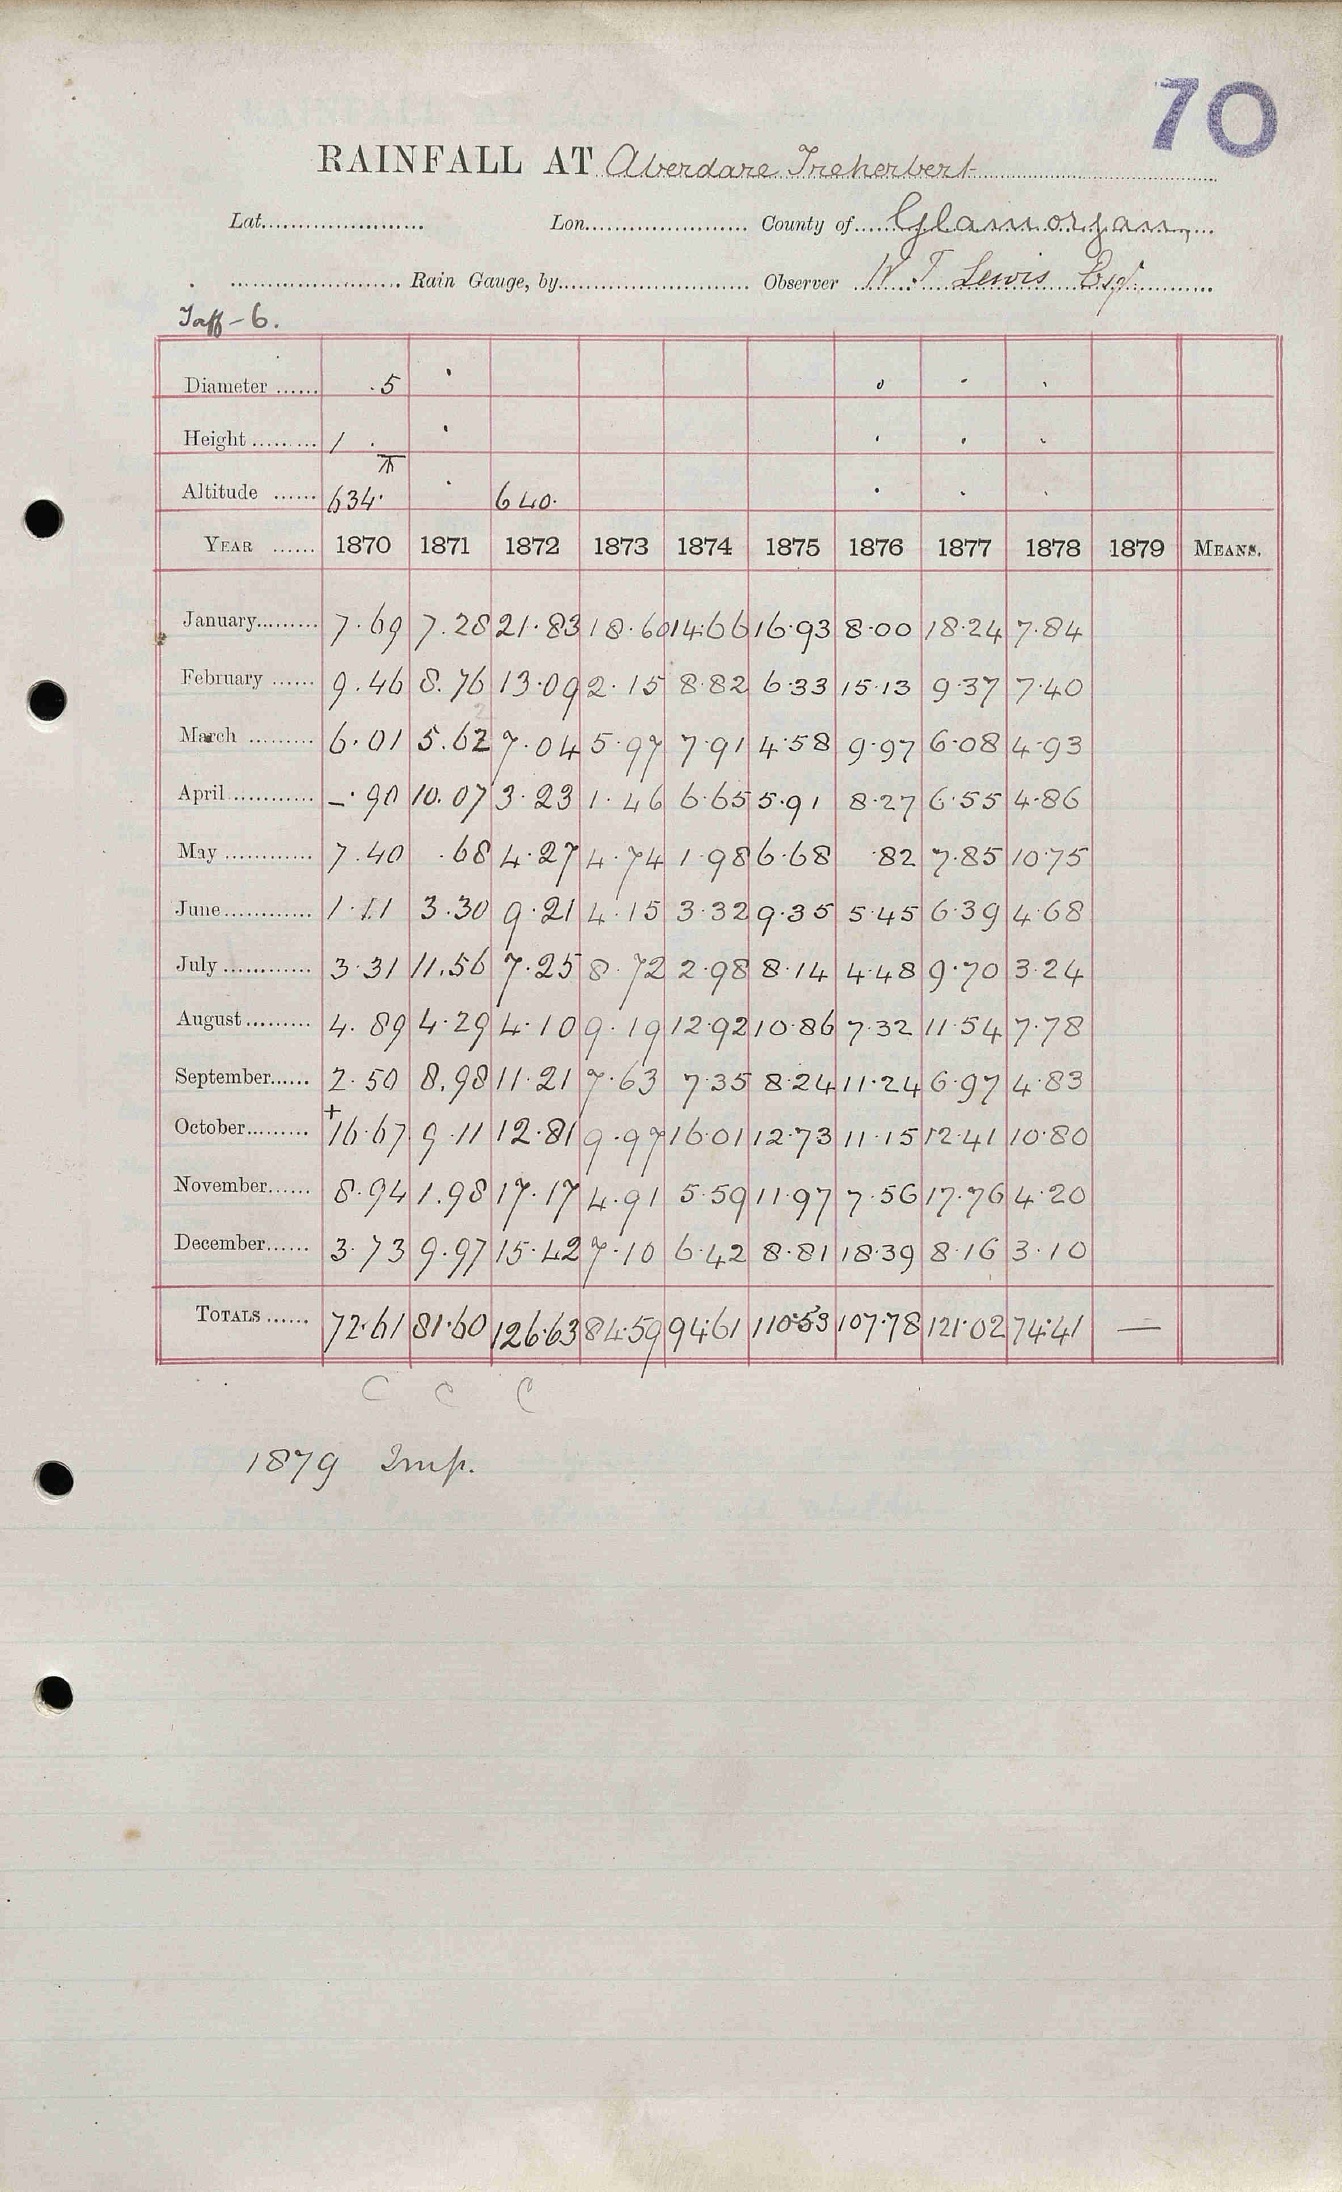 70
RAINFALL AT Aberdare Treherbert
Lat. Lon. County of Glamorgan
Rain Gauge, by Observer W. T. Lewis Esq.
Taff-6.
Diameter ...... .5
Height ......... 1 .
Altitude ...... 634. 640.
YEAR ...... 1870 1871 1872 1873 1874 1875 1876 1877 1878 1879 MEANS.
January......... 7.69 7.28 21.83 18.60 14.66 16.93 8.00 18.24 7.84
February ...... 9.46 8.76 13.09 2.15 8.82 6.33 15.13 9.37 7.40
March ......... 6.01 5.62 7.04 5.97 7.91 4.58 9.97 6.08 4.93
April ............ -.90 10.07 3.23 1.46 6.65 5.91 8.27 6.55 4.86
May ............ 7.40 .68 4.27 4.74 1.98 6.68 .82 7.85 10.75
June............ 1.11 3.30 9.21 4.15 3.32 9.35 5.45 6.39 4.68
July ............ 3.31 11.56 7.25 8.72 2.98 8.14 4.48 9.70 3.24
August ......... 4.89 4.29 4.10 9.19 12.92 10.86 7.32 11.54 7.78
September...... 2.50 8.98 11.21 7.63 7.35 8.24 11.24 6.97 4.83
October......... +16.67 9.11 12.81 9.97 16.01 12.73 11.15 12.41 10.80
November...... 8.94 1.98 17.17 4.91 5.59 11.97 7.56 17.76 4.20
December...... 3.73 9.97 15.42 7.10 6.42 8.81 18.39 8.16 3.10
TOTALS ...... 72.61 81.60 126.63 84.59 94.61 110.53 107.78 121.02 74.41 —
C C C
1879 Imp.